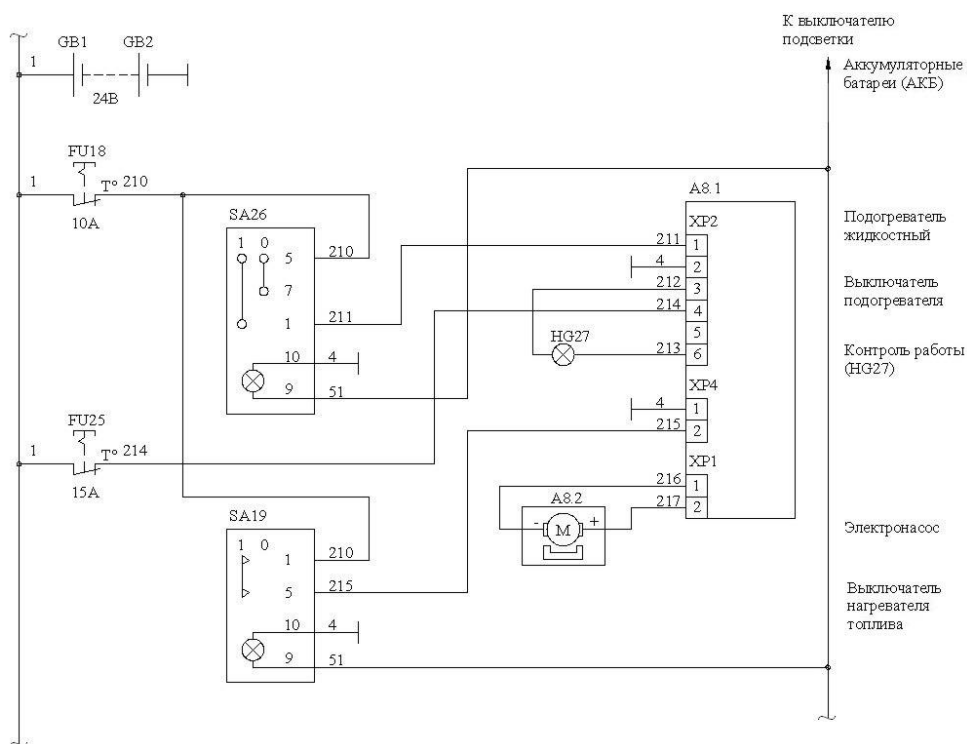 К выключателю
подсветки
GB1 GB2
1
24В
Аккумуляторные
батареи (АКБ)
FU18
1 T° 210
10А
A8.1
SA26
XP2
Подогреватель
жидкостный
1 0
5 210
211 1
4 2
7
212 3
Выключатель
подогревателя
1 211
214 4
5
HG27
213 6
Контроль работы
(HG27)
10 4
9 51
XP4
4 1
FU25
215 2
1 T° 214
15А
XP1
216 1
A8.2
217 2
- M +
SA19
Электронасос
1 0
1 210
5 215
Выключатель
нагревателя
топлива
10 4
9 51